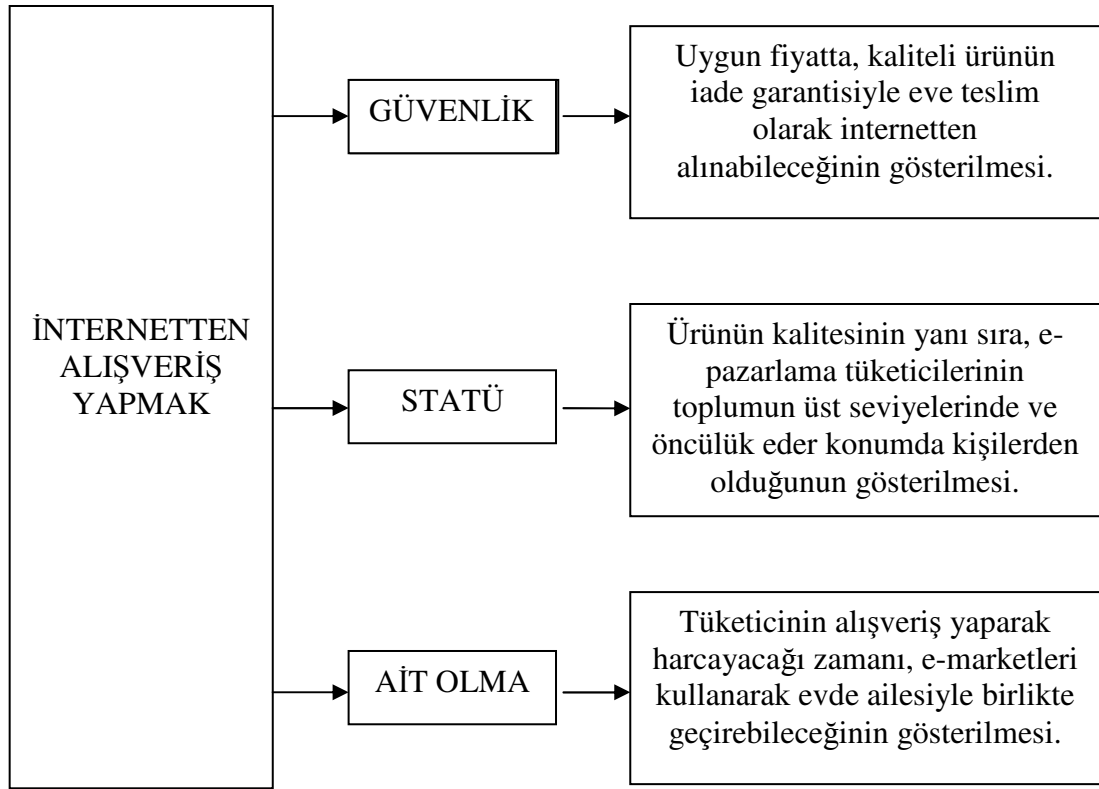 İNTERNETTEN
ALIŞVERİŞ
YAPMAK
GÜVENLİK
Uygun fiyatta, kaliteli ürünün
iade garantisiyle eve teslim
olarak internetten
alınabileceğinin gösterilmesi.
STATÜ
Ürünün kalitesinin yanı sıra, e-
pazarlama tüketicilerinin
toplumun üst seviyelerinde ve
öncülük eder konumda kişilerden
olduğunun gösterilmesi.
AİT OLMA
Tüketicinin alışveriş yaparak
harcayacağı zamanı, e-marketleri
kullanarak evde ailesiyle birlikte
geçirebileceğinin gösterilmesi.